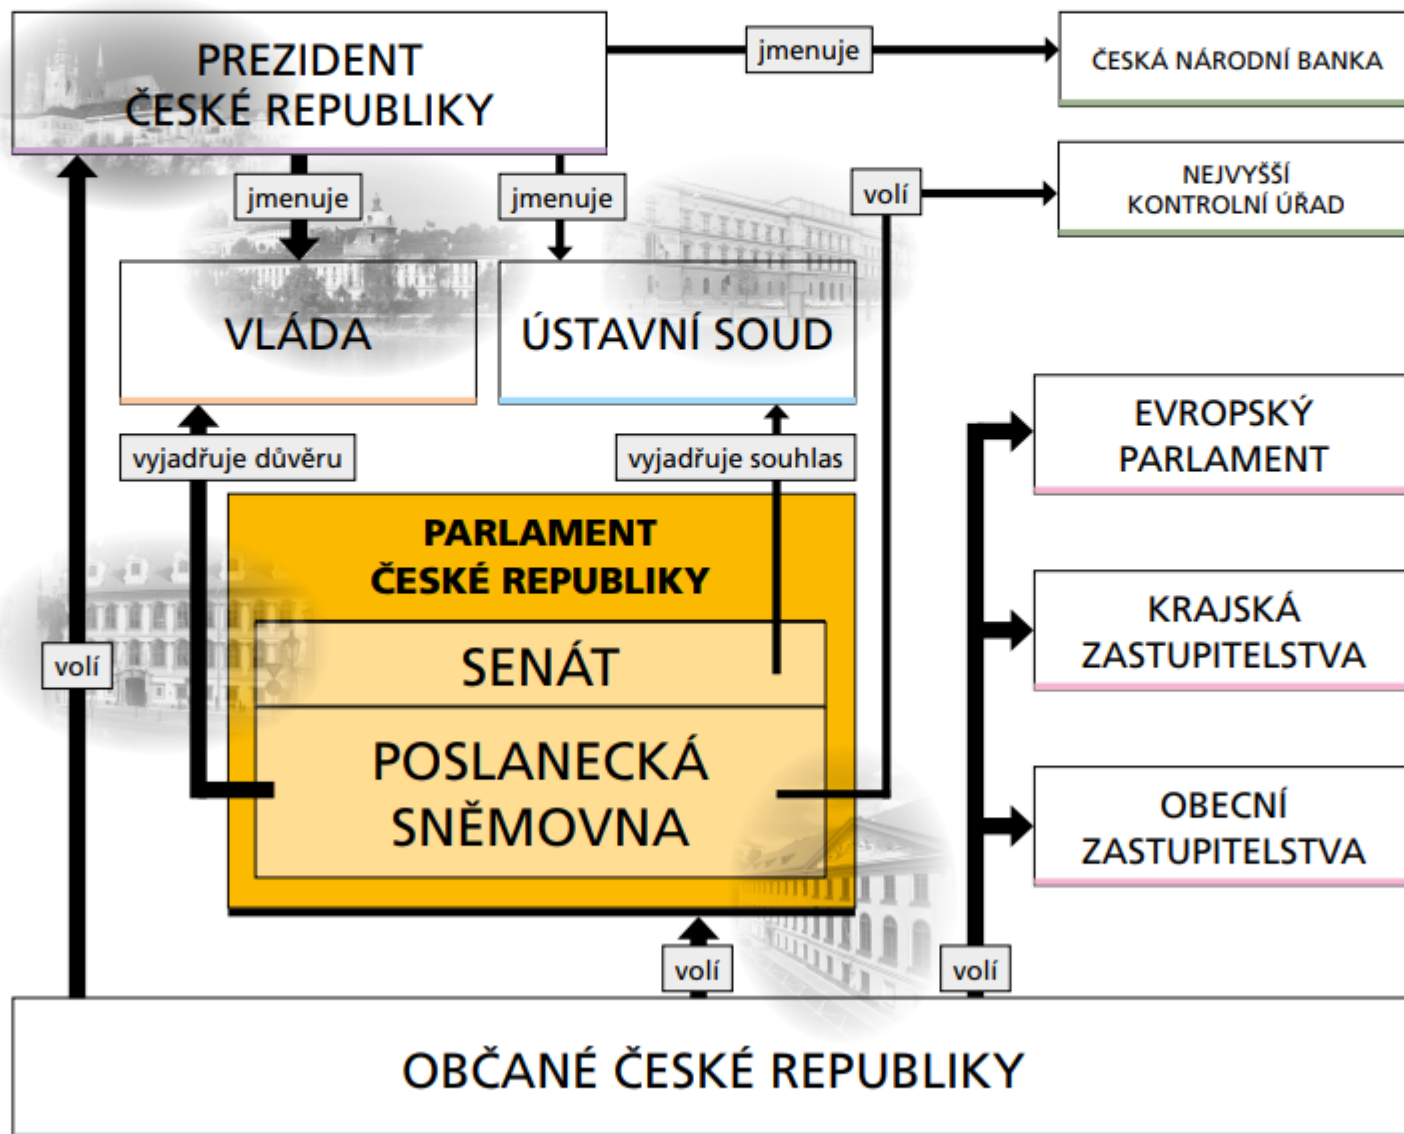 PREZIDENT
ČESKÉ REPUBLIKY
jmenuje
ČESKÁ NÁRODNÍ BANKA
NEJVYŠŠÍ
KONTROLNÍ ÚŘAD
jmenuje
jmenuje
volí
VLÁDA
ÚSTAVNÍ SOUD
EVROPSKÝ
PARLAMENT
vyjadřuje důvěru
vyjadřuje souhlas
PARLAMENT
ČESKÉ REPUBLIKY
KRAJSKÁ
ZASTUPITELSTVA
volí
SENÁT
POSLANECKÁ
SNĚMOVNA
OBECNÍ
ZASTUPITELSTVA
volí
volí
OBČANÉ ČESKÉ REPUBLIKY